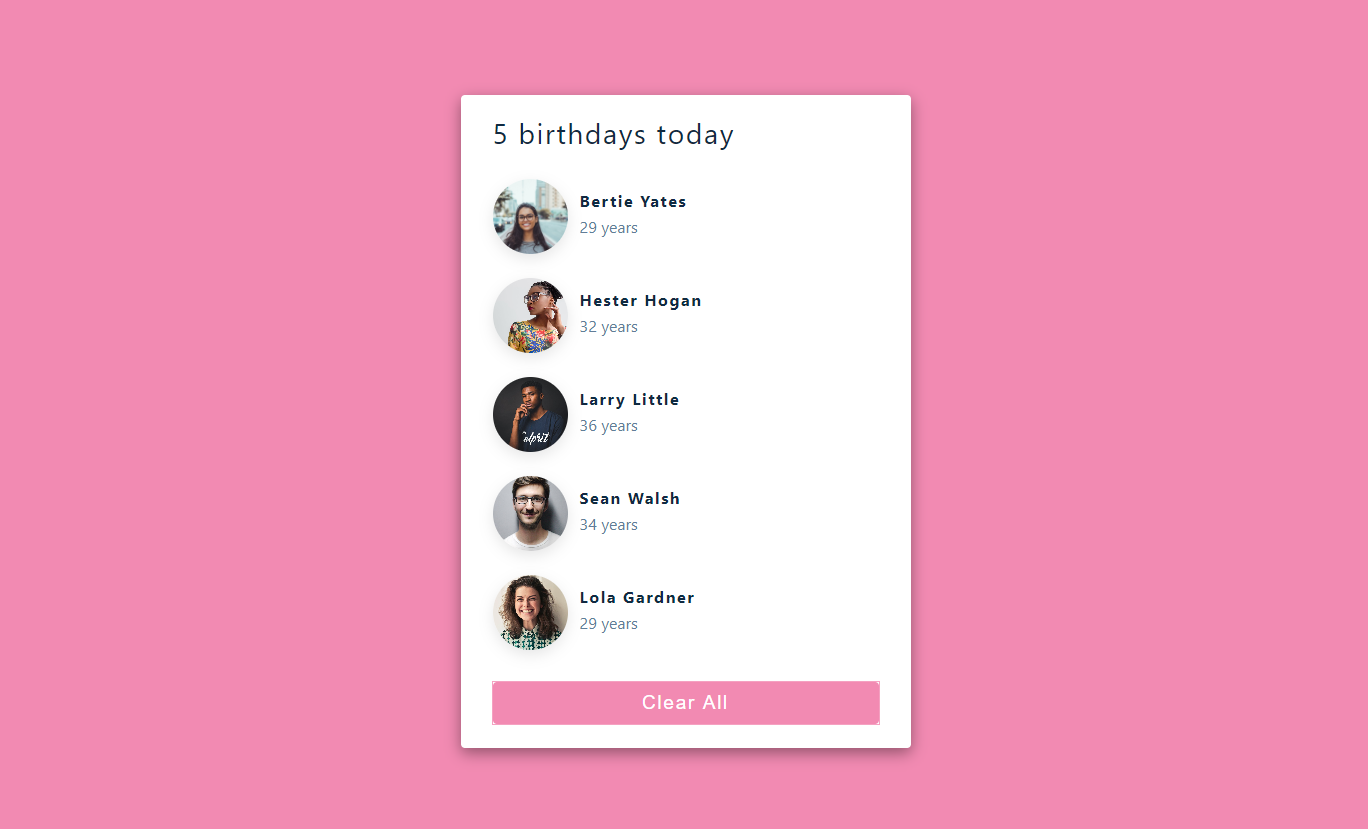 5 birthdays today
Bertie Yates
29 years
Hester Hogan
32 years
Larry Little
36 years
Sean Walsh
34 years
Lola Gardner
29 years
Clear All